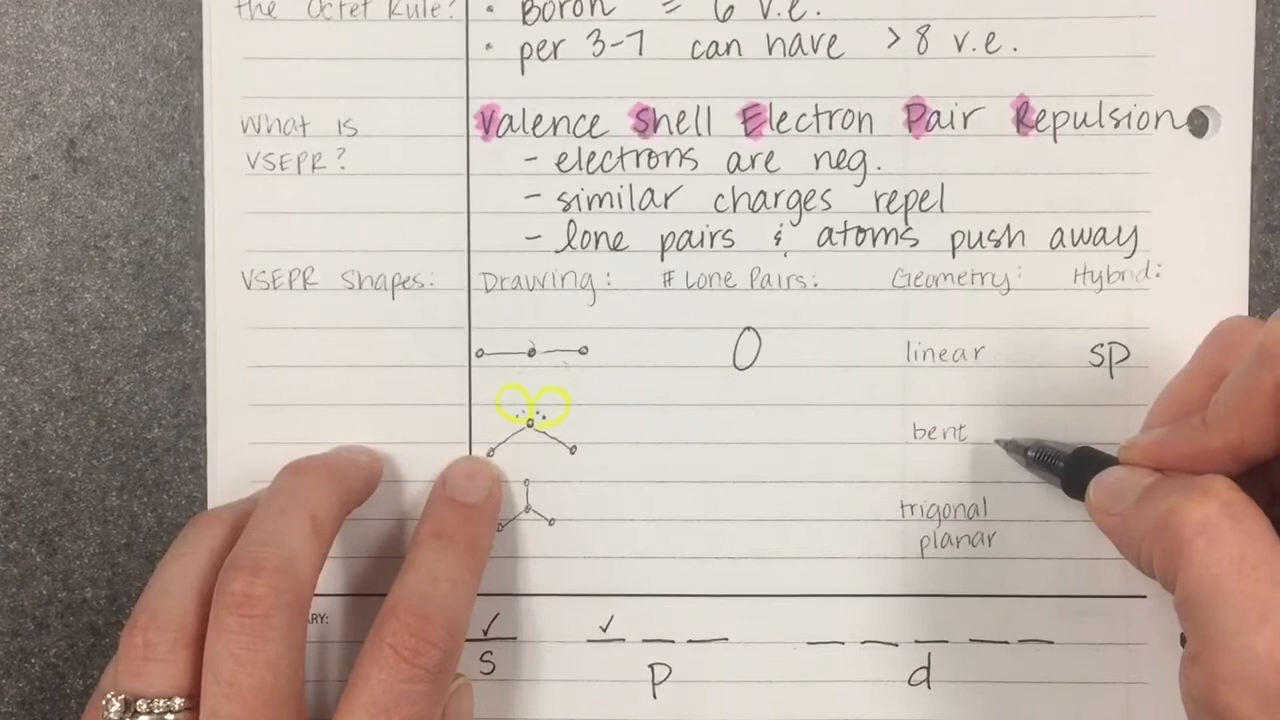 the Octet Rule?
• Boron = 6 v.e.
• per 3-7 can have > 8 v.e.
What is VSEPR?
Valence Shell Electron Pair Repulsion
- electrons are neg.
- similar charges repel
- lone pairs & atoms push away
VSEPR Shapes: Drawing: # Lone Pairs: Geometry: Hybrid:
0 linear sp
bent
trigonal
planar
ARY:
✓ ✓
s p d